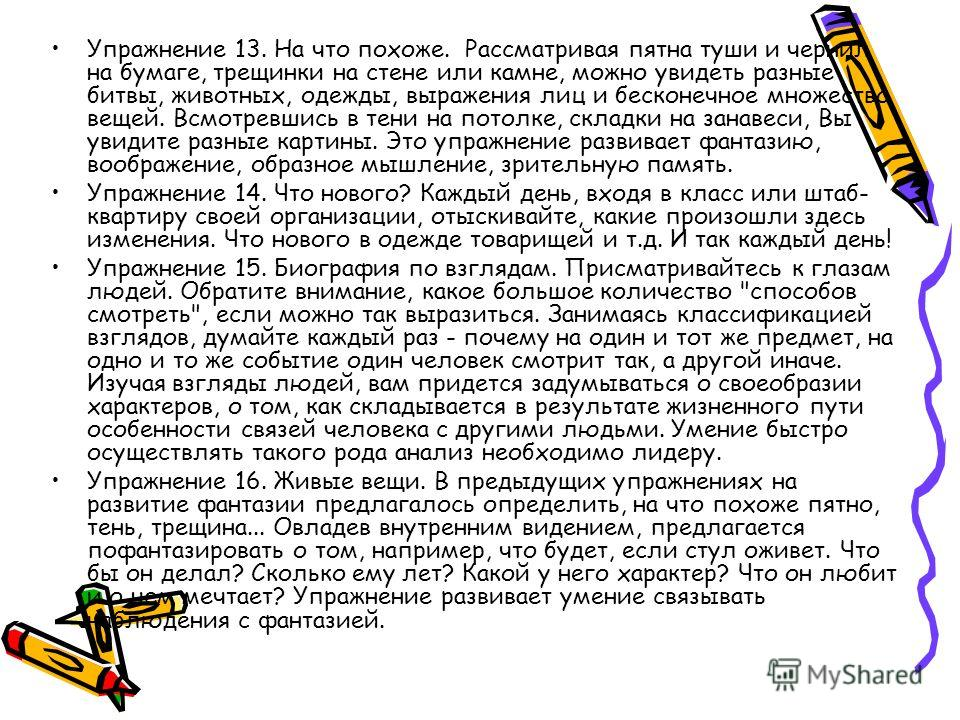 • Упражнение 13. На что похоже. Рассматривая пятна туши и чернил
на бумаге, трещинки на стене или камне, можно увидеть разные
битвы, животных, одежды, выражения лиц и бесконечное множество
вещей. Всмотревшись в тени на потолке, складки на занавеси, Вы
увидите разные картины. Это упражнение развивает фантазию,
воображение, образное мышление, зрительную память.
• Упражнение 14. Что нового? Каждый день, входя в класс или штаб-
квартиру своей организации, отыскивайте, какие произошли здесь
изменения. Что нового в одежде товарищей и т.д. И так каждый день!
• Упражнение 15. Биография по взглядам. Присматривайтесь к глазам
людей. Обратите внимание, какое большое количество "способов
смотреть", если можно так выразиться. Занимаясь классификацией
взглядов, думайте каждый раз - почему на один и тот же предмет, на
одно и то же событие один человек смотрит так, а другой иначе.
Изучая взгляды людей, вам придется задумываться о своеобразии
характеров, о том, как складывается в результате жизненного пути
особенности связей человека с другими людьми. Умение быстро
осуществлять такого рода анализ необходимо лидеру.
• Упражнение 16. Живые вещи. В предыдущих упражнениях на
развитие фантазии предлагалось определить, на что похоже пятно,
тень, трещина... Овладев внутренним видением, предлагается
пофантазировать о том, например, что будет, если стул оживет. Что
бы он делал? Сколько ему лет? Какой у него характер? Что он любит
и о чем мечтает? Упражнение развивает умение связывать
наблюдения с фантазией.
MyShared